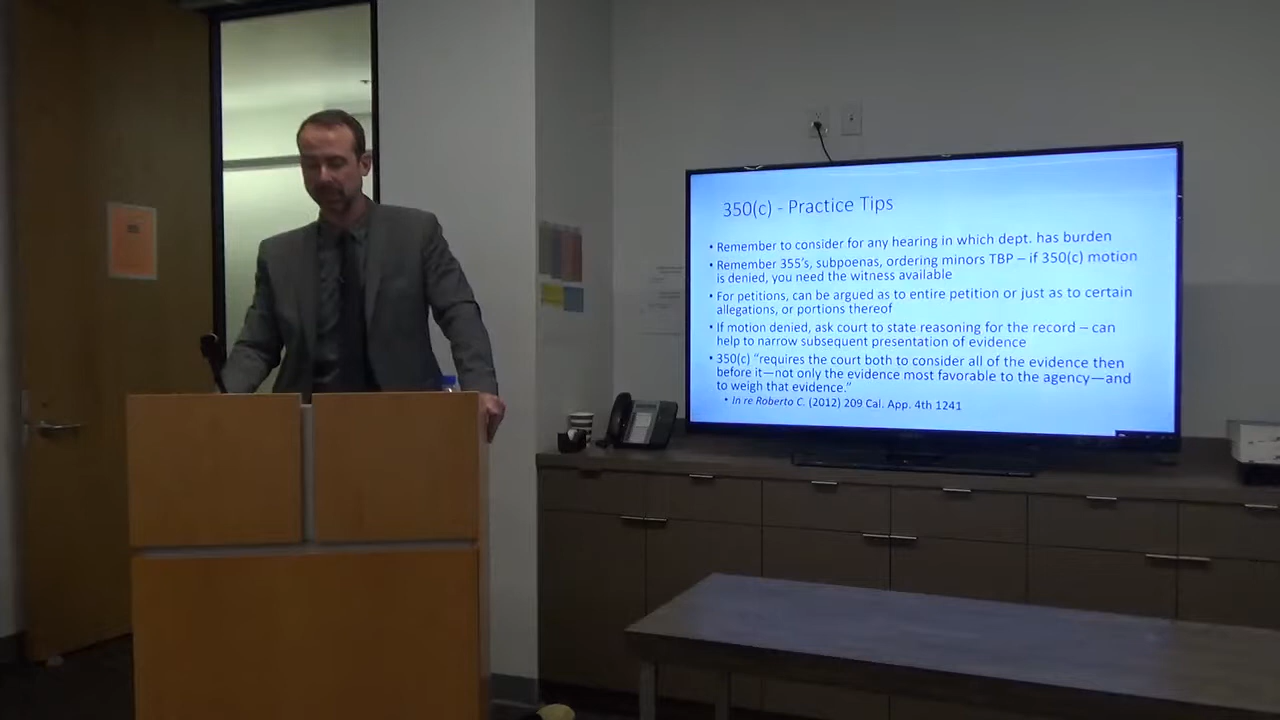 350(c) - Practice Tips
• Remember to consider for any hearing in which dept. has burden
• Remember 355's, subpoenas, ordering minors TBP – if 350(c) motion
is denied, you need the witness available
• For petitions, can be argued as to entire petition or just as to certain
allegations, or portions thereof
• If motion denied, ask court to state reasoning for the record – can
help to narrow subsequent presentation of evidence
• 350(c) "requires the court both to consider all of the evidence then
before it—not only the evidence most favorable to the agency—and
to weigh that evidence."
• In re Roberto C. (2012) 209 Cal. App. 4th 1241